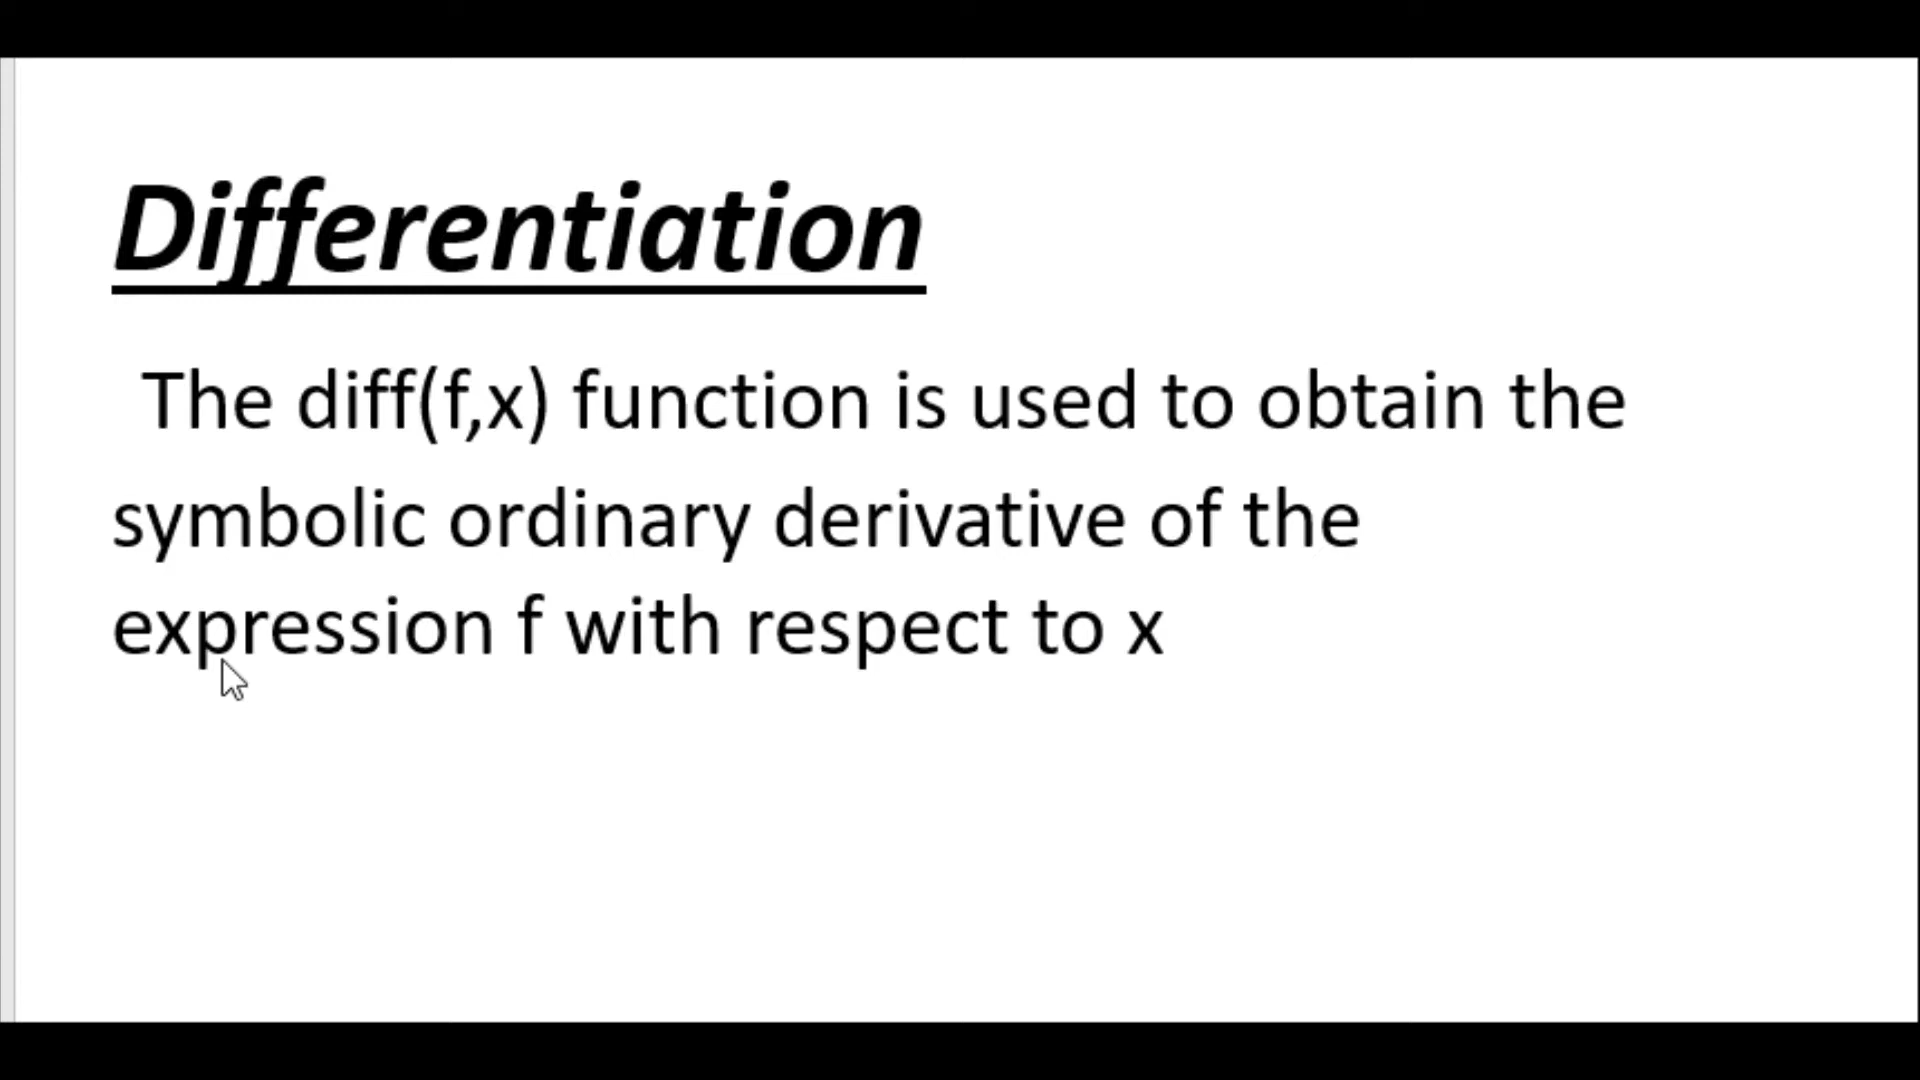 Differentiation
The diff(f,x) function is used to obtain the
symbolic ordinary derivative of the
expression f with respect to x